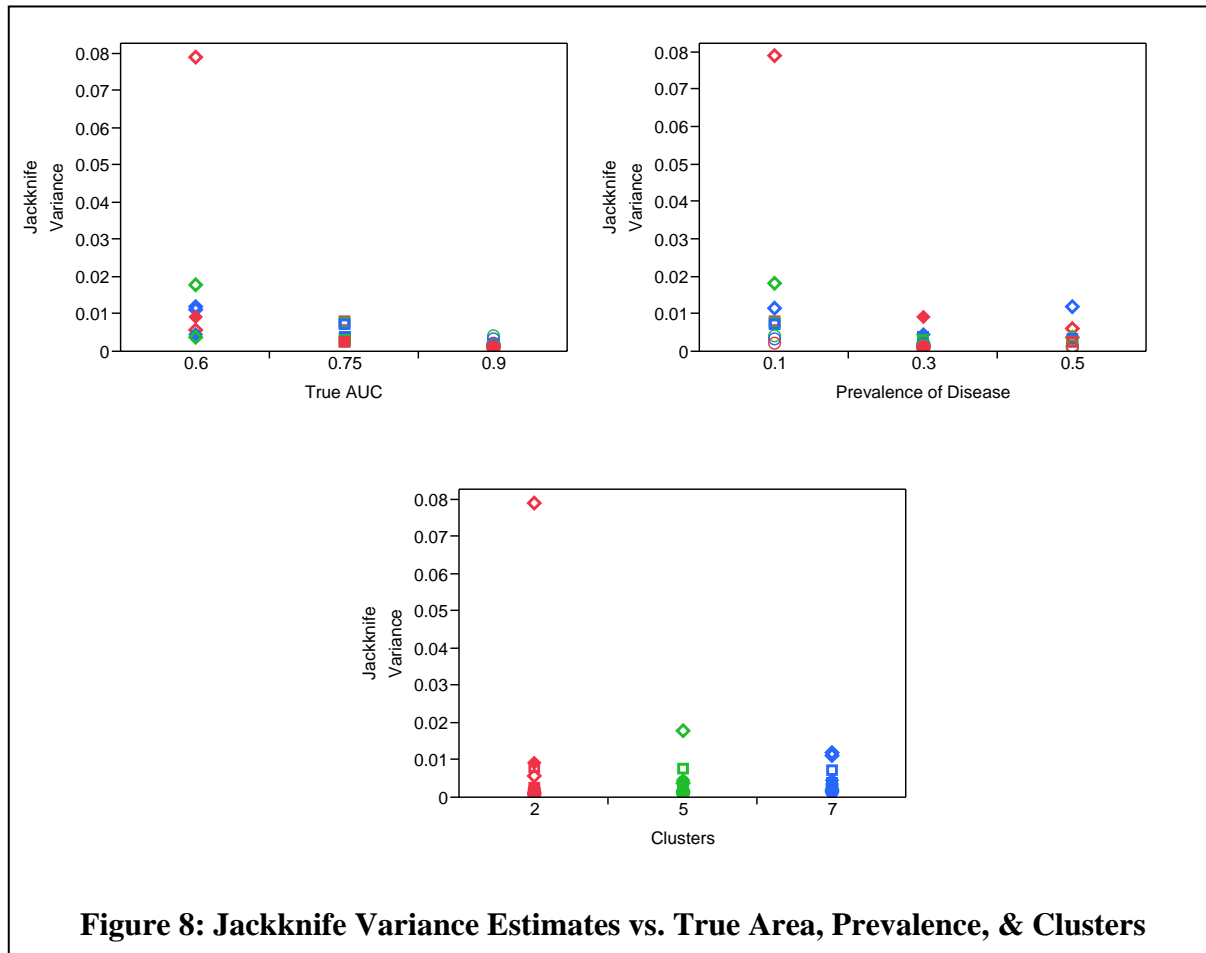 0.08
0.07
0.06
0.05
0.04
0.03
0.02
0.01
0
Jackknife
Variance
0.6 0.75 0.9
True AUC
0.08
0.07
0.06
0.05
0.04
0.03
0.02
0.01
0
Jackknife
Variance
0.1 0.3 0.5
Prevalence of Disease
0.08
0.07
0.06
0.05
0.04
0.03
0.02
0.01
0
Jackknife
Variance
2 5 7
Clusters
Figure 8: Jackknife Variance Estimates vs. True Area, Prevalence, & Clusters